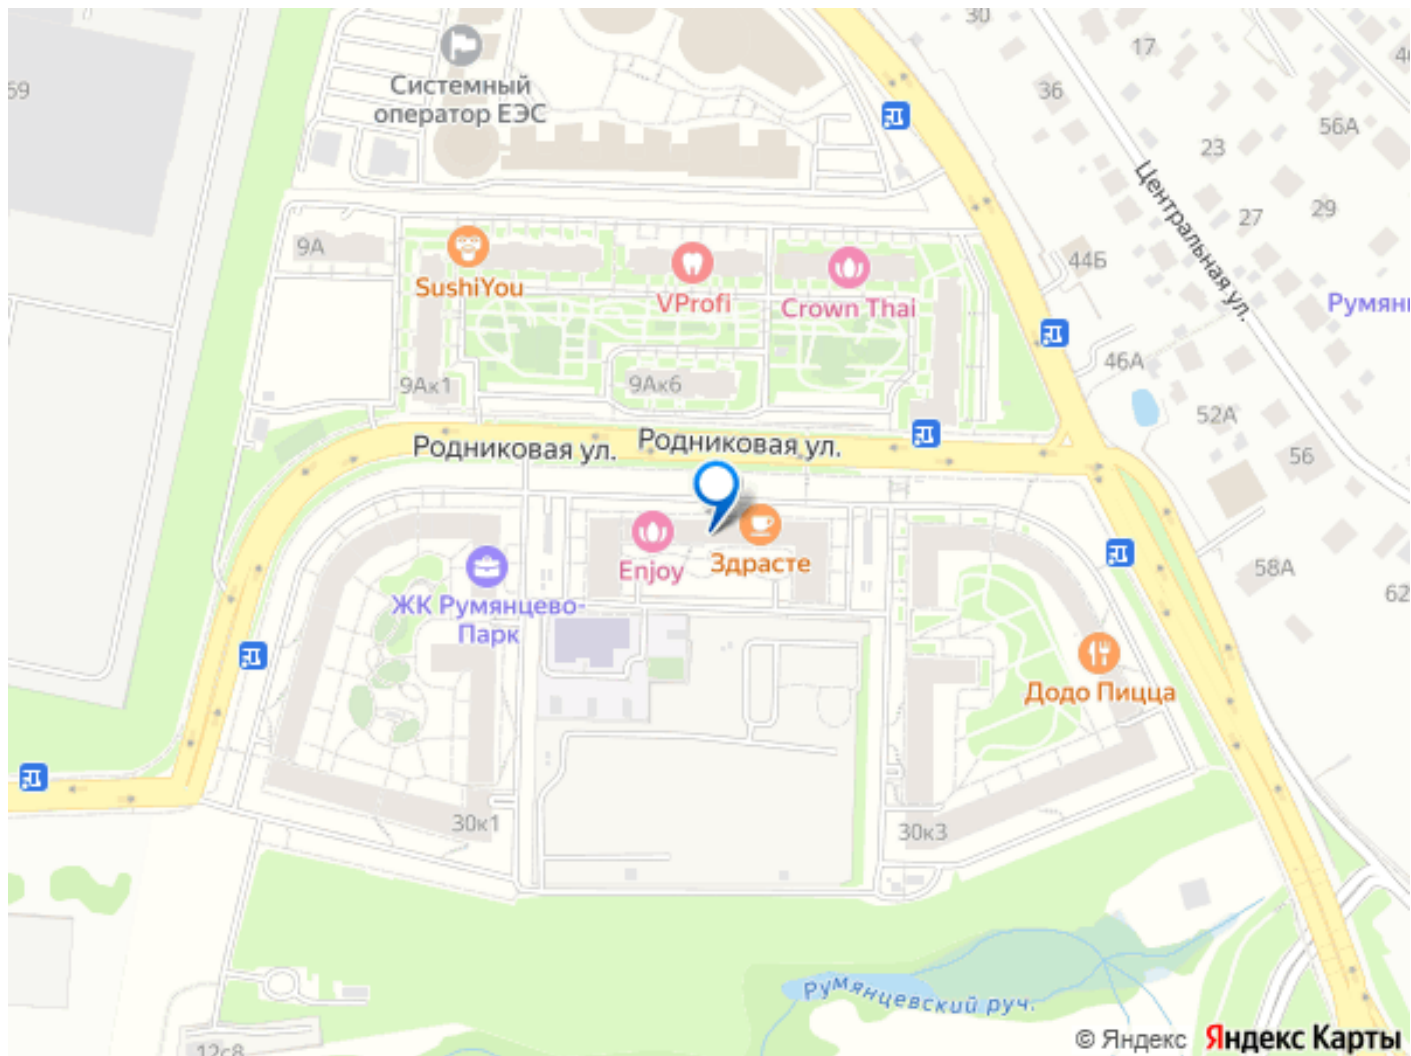 30
17
59
Системный
оператор ЕЭС
36
56А
23
Центральная ул.
29
27
9А
44Б
SushiYou
VProfi
Crown Thai
46А
9Ак1
9Ак6
52А
Родниковая ул.
Родниковая ул.
56
Enjoy
Здрасте
58А
62
ЖК Румянцево-
Парк
Додо Пицца
30к1
30к3
Румянцевский руч.
12с8
© Яндекс Яндекс Карты